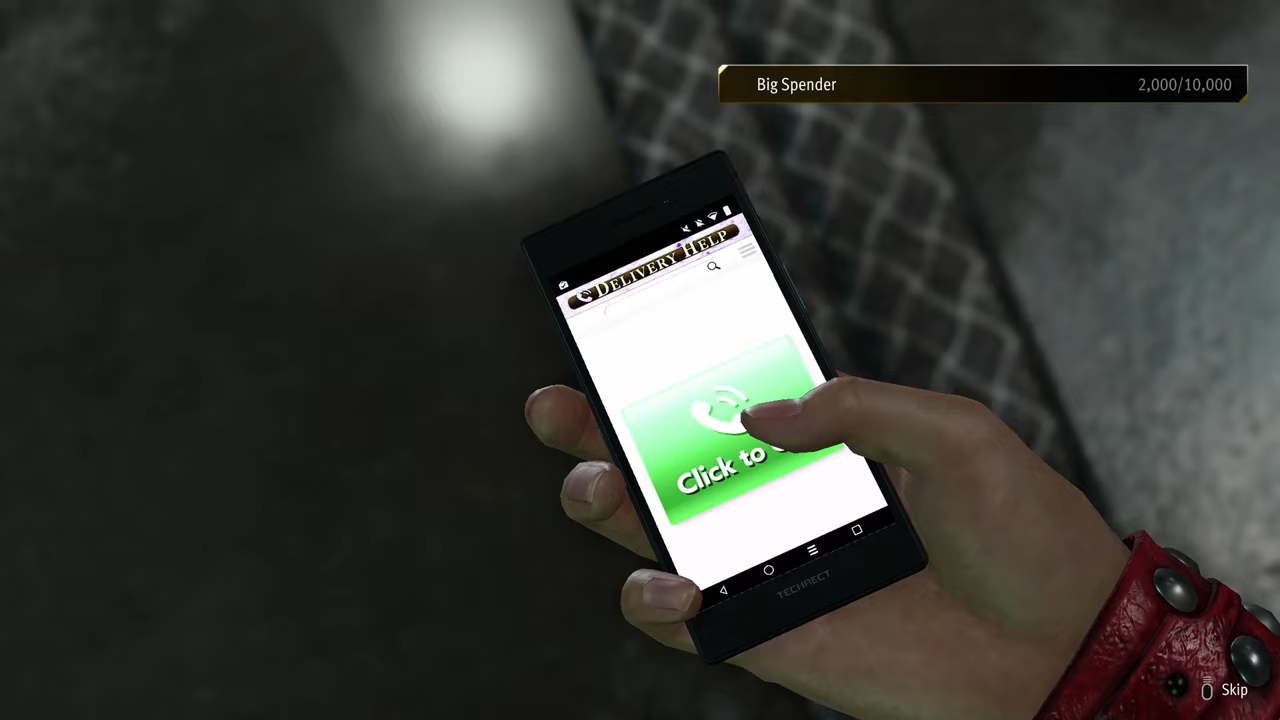 Big Spender 2,000/10,000
DELIVERY HELP
Click to
TECHRECT
Skip